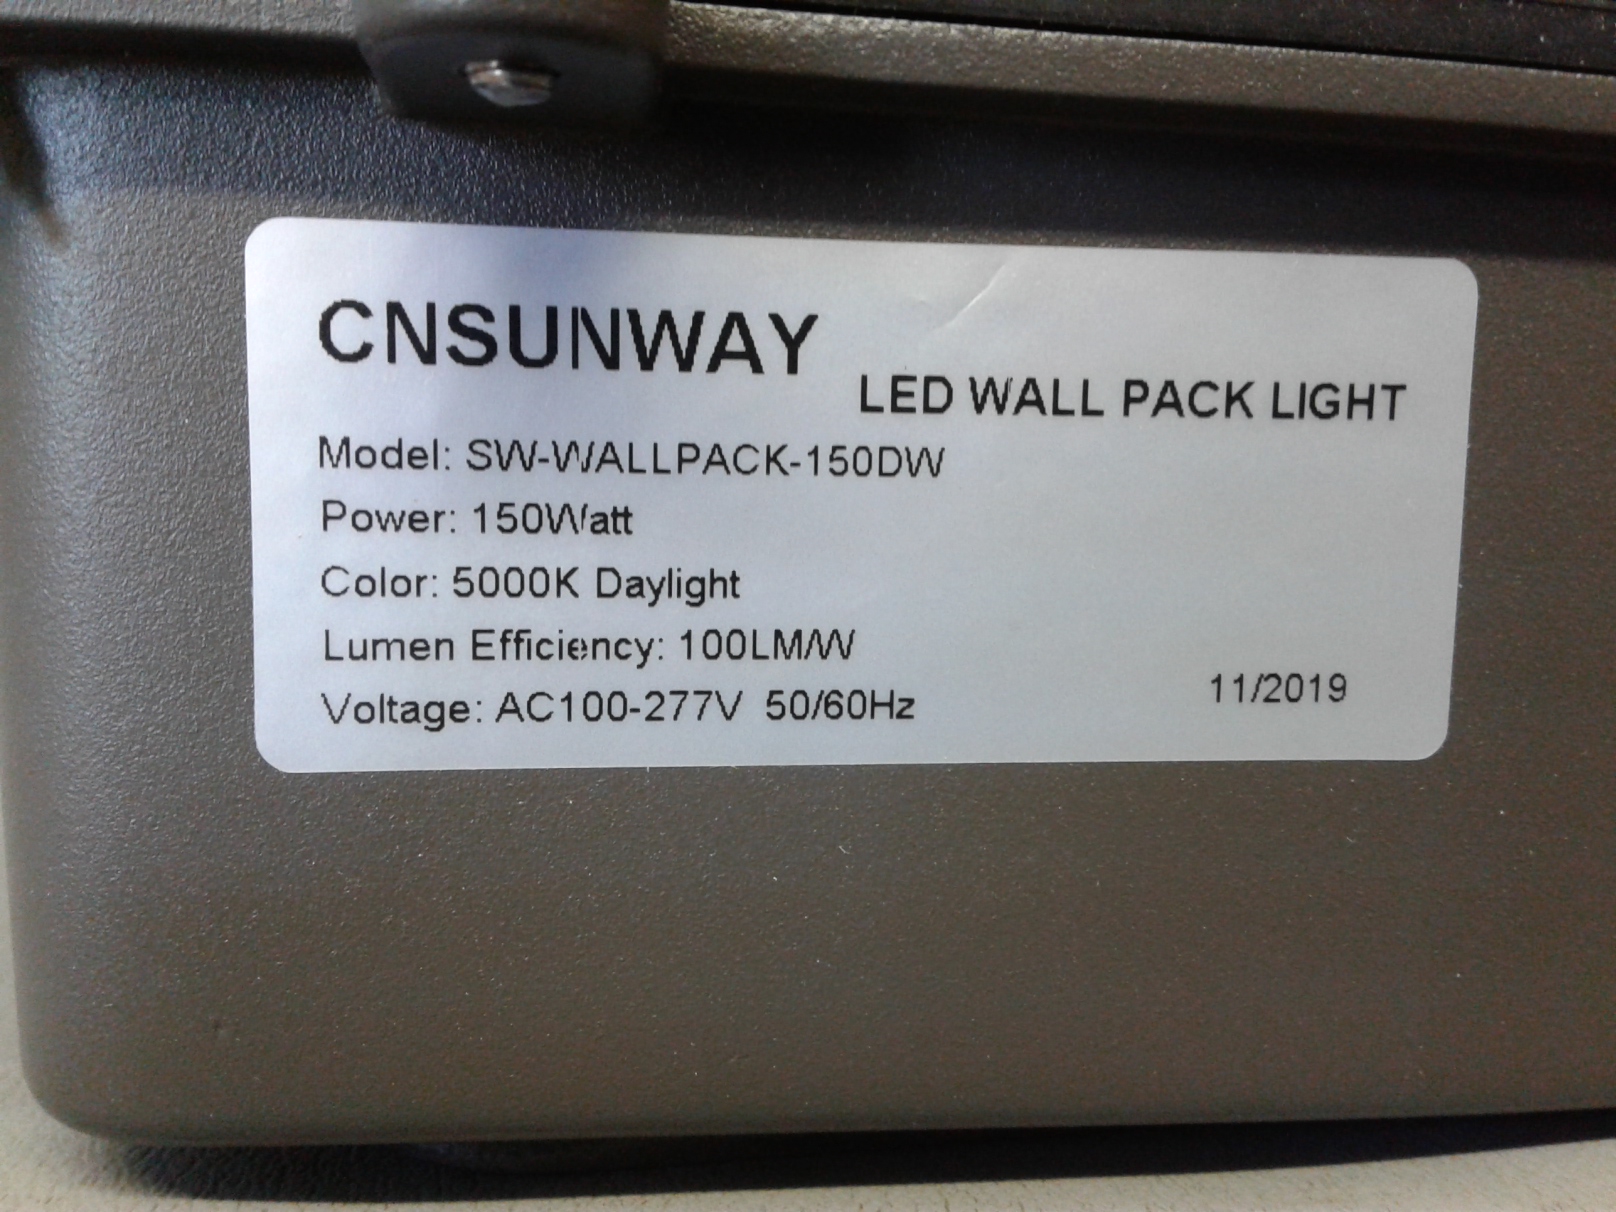 CNSUNWAY
LED WALL PACK LIGHT
Model: SW-WALLPACK-150DW
Power: 150Watt
Color: 5000K Daylight
Lumen Efficiency: 100LM/W
Voltage: AC100-277V 50/60Hz
11/2019